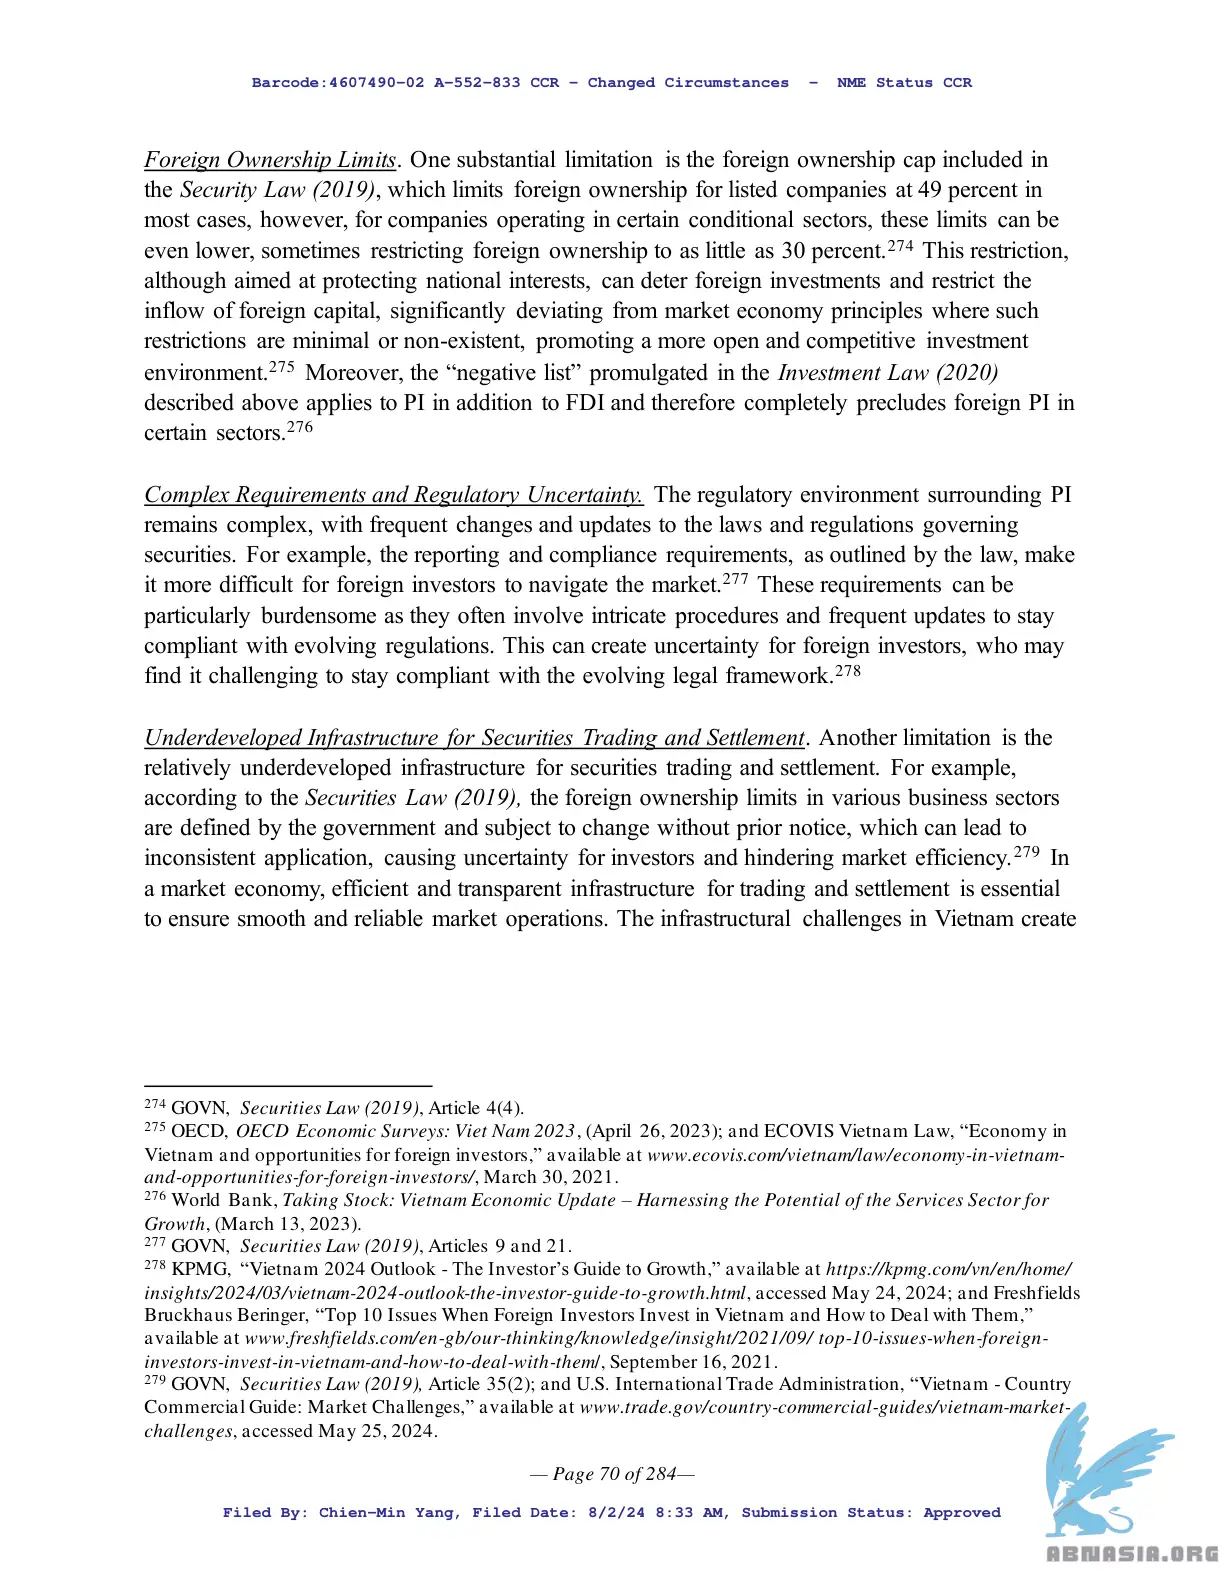 Barcode:4607490-02 A-552-833 CCR - Changed Circumstances - NME Status CCR
Foreign Ownership Limits. One substantial limitation is the foreign ownership cap included in
the Security Law (2019), which limits foreign ownership for listed companies at 49 percent in
most cases, however, for companies operating in certain conditional sectors, these limits can be
even lower, sometimes restricting foreign ownership to as little as 30 percent.274 This restriction,
although aimed at protecting national interests, can deter foreign investments and restrict the
inflow of foreign capital, significantly deviating from market economy principles where such
restrictions are minimal or non-existent, promoting a more open and competitive investment
environment.275 Moreover, the “negative list” promulgated in the Investment Law (2020)
described above applies to PI in addition to FDI and therefore completely precludes foreign PI in
certain sectors.276
Complex Requirements and Regulatory Uncertainty. The regulatory environment surrounding PI
remains complex, with frequent changes and updates to the laws and regulations governing
securities. For example, the reporting and compliance requirements, as outlined by the law, make
it more difficult for foreign investors to navigate the market.277 These requirements can be
particularly burdensome as they often involve intricate procedures and frequent updates to stay
compliant with evolving regulations. This can create uncertainty for foreign investors, who may
find it challenging to stay compliant with the evolving legal framework.278
Underdeveloped Infrastructure for Securities Trading and Settlement. Another limitation is the
relatively underdeveloped infrastructure for securities trading and settlement. For example,
according to the Securities Law (2019), the foreign ownership limits in various business sectors
are defined by the government and subject to change without prior notice, which can lead to
inconsistent application, causing uncertainty for investors and hindering market efficiency.279 In
a market economy, efficient and transparent infrastructure for trading and settlement is essential
to ensure smooth and reliable market operations. The infrastructural challenges in Vietnam create
274 GOVN, Securities Law (2019), Article 4(4).
275 OECD, OECD Economic Surveys: Viet Nam 2023, (April 26, 2023); and ECOVIS Vietnam Law, “Economy in
Vietnam and opportunities for foreign investors,” available at www.ecovis.com/vietnam/law/economy-in-vietnam-
and-opportunities-for-foreign-investors/, March 30, 2021.
276 World Bank, Taking Stock: Vietnam Economic Update – Harnessing the Potential of the Services Sector for
Growth, (March 13, 2023).
277 GOVN, Securities Law (2019), Articles 9 and 21.
278 KPMG, “Vietnam 2024 Outlook - The Investor’s Guide to Growth,” available at https://kpmg.com/vn/en/home/
insights/2024/03/vietnam-2024-outlook-the-investor-guide-to-growth.html, accessed May 24, 2024; and Freshfields
Bruckhaus Beringer, “Top 10 Issues When Foreign Investors Invest in Vietnam and How to Deal with Them,”
available at www.freshfields.com/en-gb/our-thinking/knowledge/insight/2021/09/ top-10-issues-when-foreign-
investors-invest-in-vietnam-and-how-to-deal-with-them/, September 16, 2021.
279 GOVN, Securities Law (2019), Article 35(2); and U.S. International Trade Administration, “Vietnam - Country
Commercial Guide: Market Challenges,” available at www.trade.gov/country-commercial-guides/vietnam-market-
challenges, accessed May 25, 2024.
— Page 70 of 284—
Filed By: Chien-Min Yang, Filed Date: 8/2/24 8:33 AM, Submission Status: Approved
ABNASIA.ORG